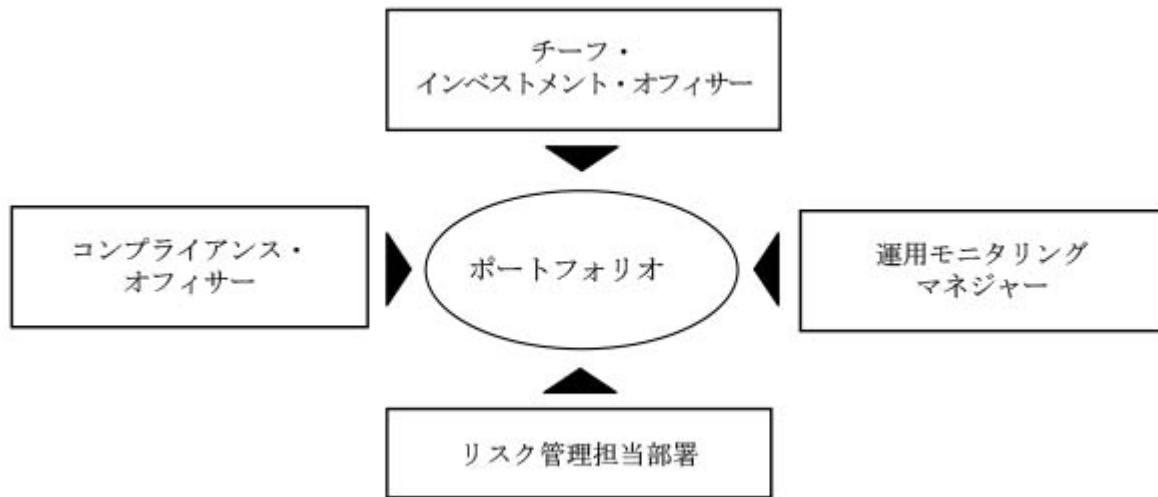 チーフ・
インベストメント・オフィサー
コンプライアンス・
オフィサー
ポートフォリオ
運用モニタリング
マネジャー
リスク管理担当部署